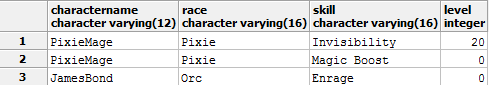 charactername race skill level
character varying(12) character varying(16) character varying(16) integer
1 PixieMage Pixie Invisibility 20
2 PixieMage Pixie Magic Boost 0
3 JamesBond Orc Enrage 0